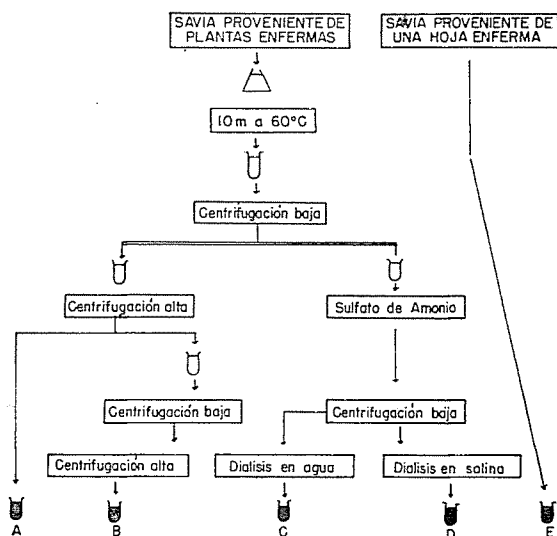 SAVIA PROVENIENTE DE
PLANTAS ENFERMAS
SAVIA PROVENIENTE DE
UNA HOJA ENFERMA
10m a 60°C
Centrifugación baja
Centrifugación alta
Sulfato de Amonio
Centrifugación baja
Centrifugación baja
Centrifugación alta
Dialisis en agua
Dialisis en salina
A
B
C
D
E